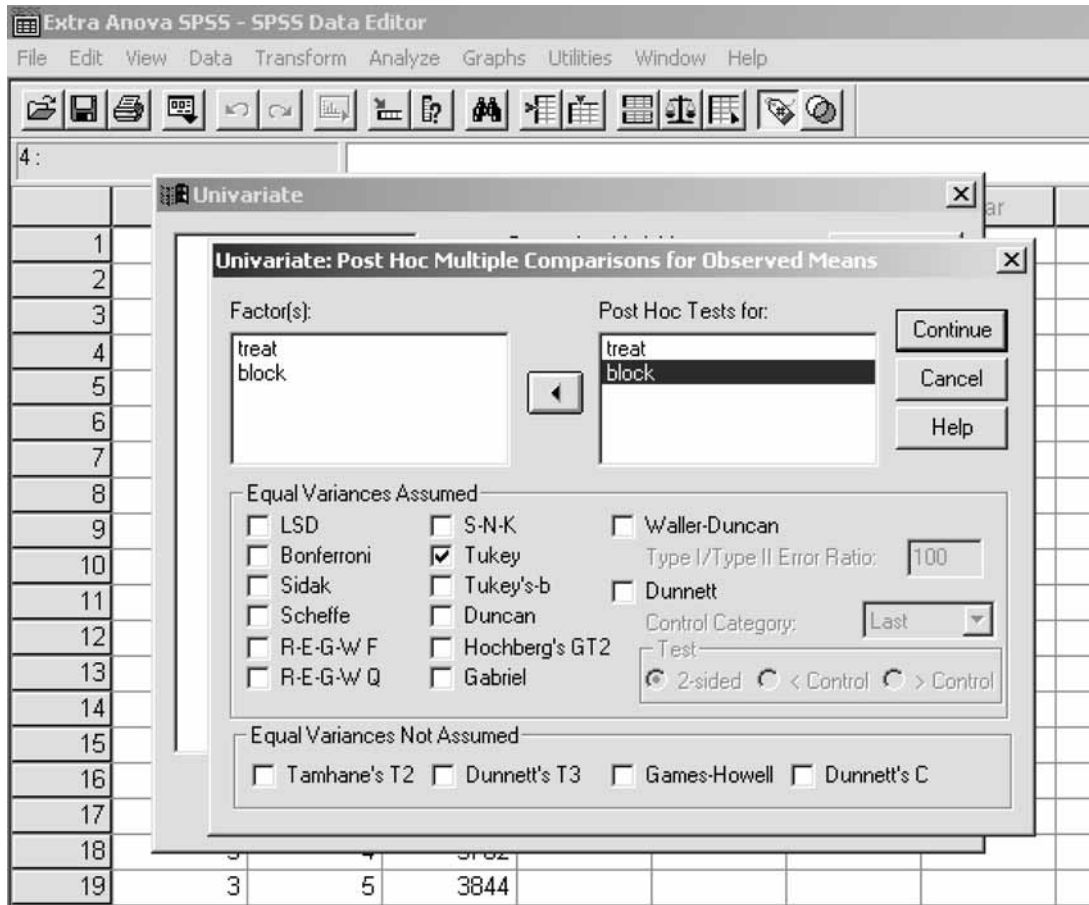 Extra Anova SPSS - SPSS Data Editor
File Edit View Data Transform Analyze Graphs Utilities Window Help
4 :
Univariate
ar
Univariate: Post Hoc Multiple Comparisons for Observed Means
Factor(s):
Post Hoc Tests for:
treat
block
treat
block
Continue
Cancel
Help
Equal Variances Assumed
LSD S-N-K Waller-Duncan
Bonferroni Tukey Type I/Type II Error Ratio: 100
Sidak Tukey's-b Dunnett
Scheffe Duncan Control Category: Last
R-E-G-W F Hochberg's GT2 Test
R-E-G-W Q Gabriel 2-sided < Control > Control
Equal Variances Not Assumed
Tamhane's T2 Dunnett's T3 Games-Howell Dunnett's C
1
2
3
4
5
6
7
8
9
10
11
12
13
14
15
16
17
18
19 3 5 3844